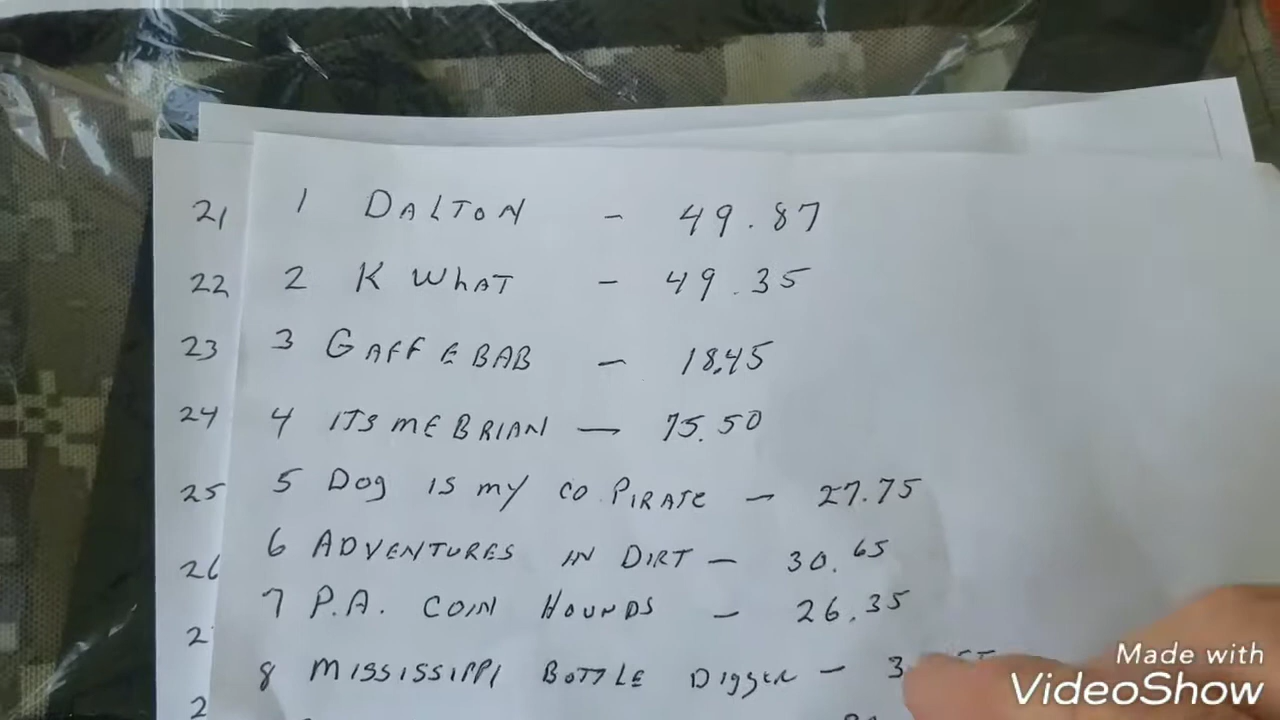 21 1 DALTON - 49.87
22 2 K WhAT - 49.35
23 3 GAFFEBAB - 18.45
24 4 ITS ME BRIAN - 75.50
25 5 Dog IS my CO PIRATE - 27.75
26 6 ADVENTURES IN DIRT - 30.65
7 P.A. COIN HOUNDS - 26.35
8 MISSISSIPPI BOTTLE DIGGER -
Made with
VideoShow